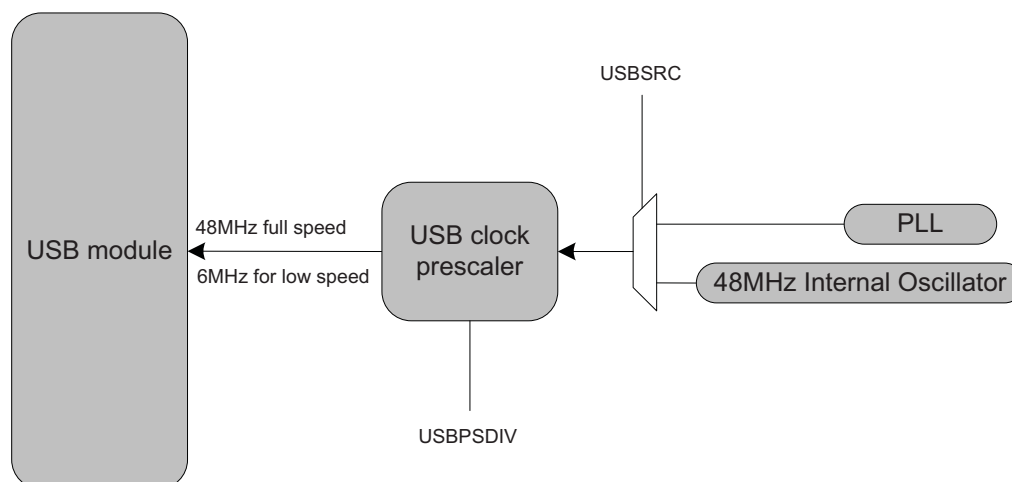 USBSRC
PLL
48MHz full speed
USB clock
prescaler
USB module
6MHz for low speed
48MHz Internal Oscillator
USBPSDIV